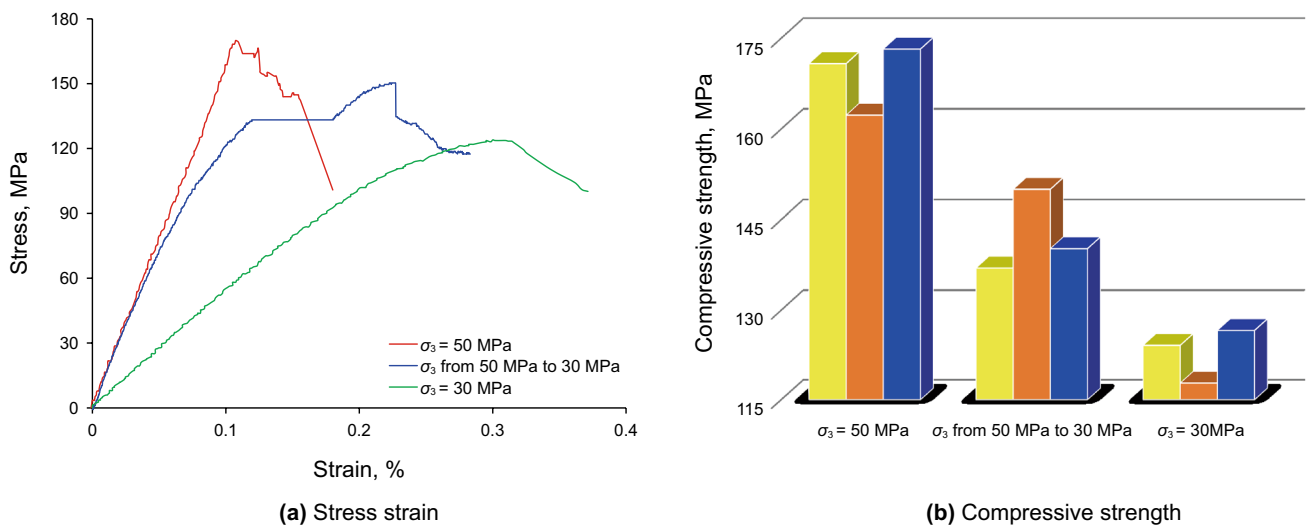 180
150
120
90
60
30
0
Stress, MPa
0
0.1
0.2
0.3
0.4
Strain, %
σ3 = 50 MPa
σ3 from 50 MPa to 30 MPa
σ3 = 30 MPa
(a) Stress strain
175
160
145
130
115
Compressive strength, MPa
σ3 = 50 MPa
σ3 from 50 MPa to 30 MPa
σ3 = 30MPa
(b) Compressive strength